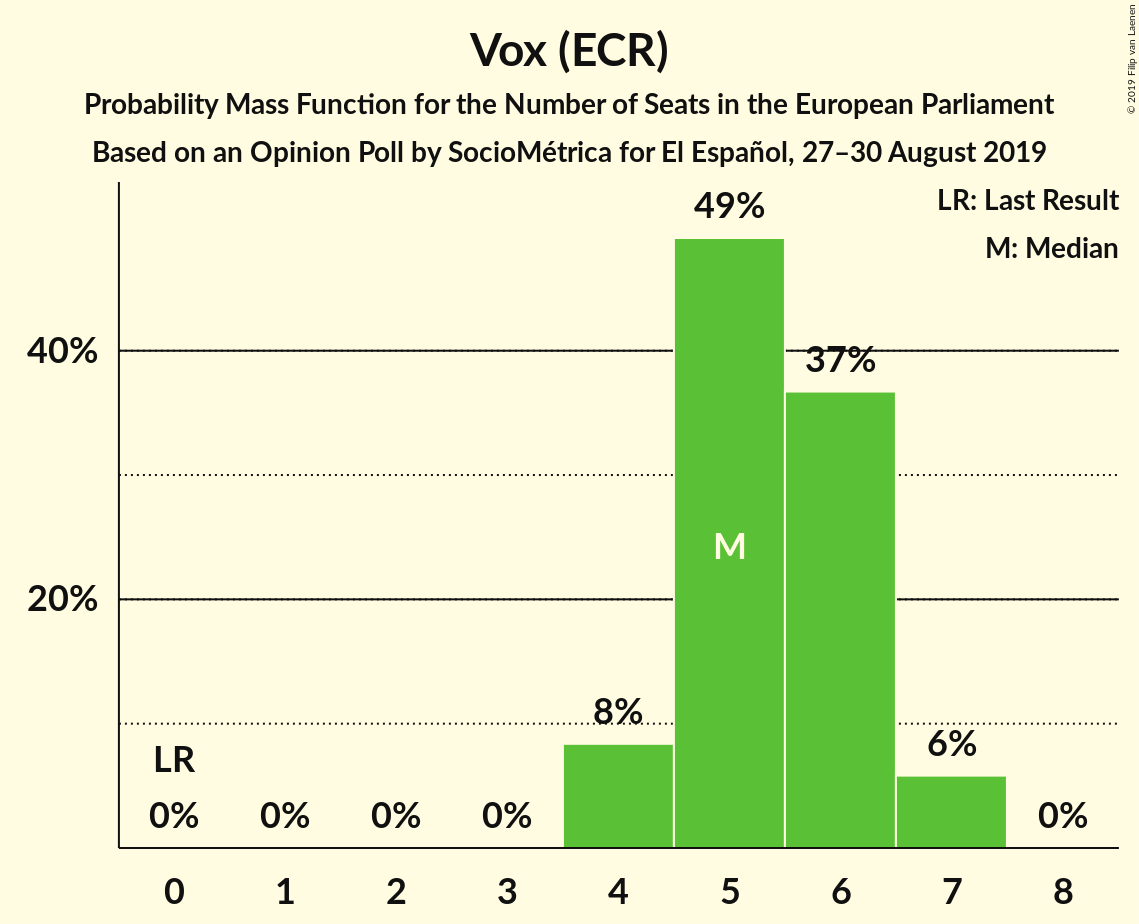 Vox (ECR)
Probability Mass Function for the Number of Seats in the European Parliament
Based on an Opinion Poll by SocioMétrica for El Español, 27–30 August 2019
© 2019 Filip van Laenen
LR: Last Result
M: Median
49%
40%
37%
M
20%
8%
6%
LR
0% 0% 0% 0% 0%
0 1 2 3 4 5 6 7 8